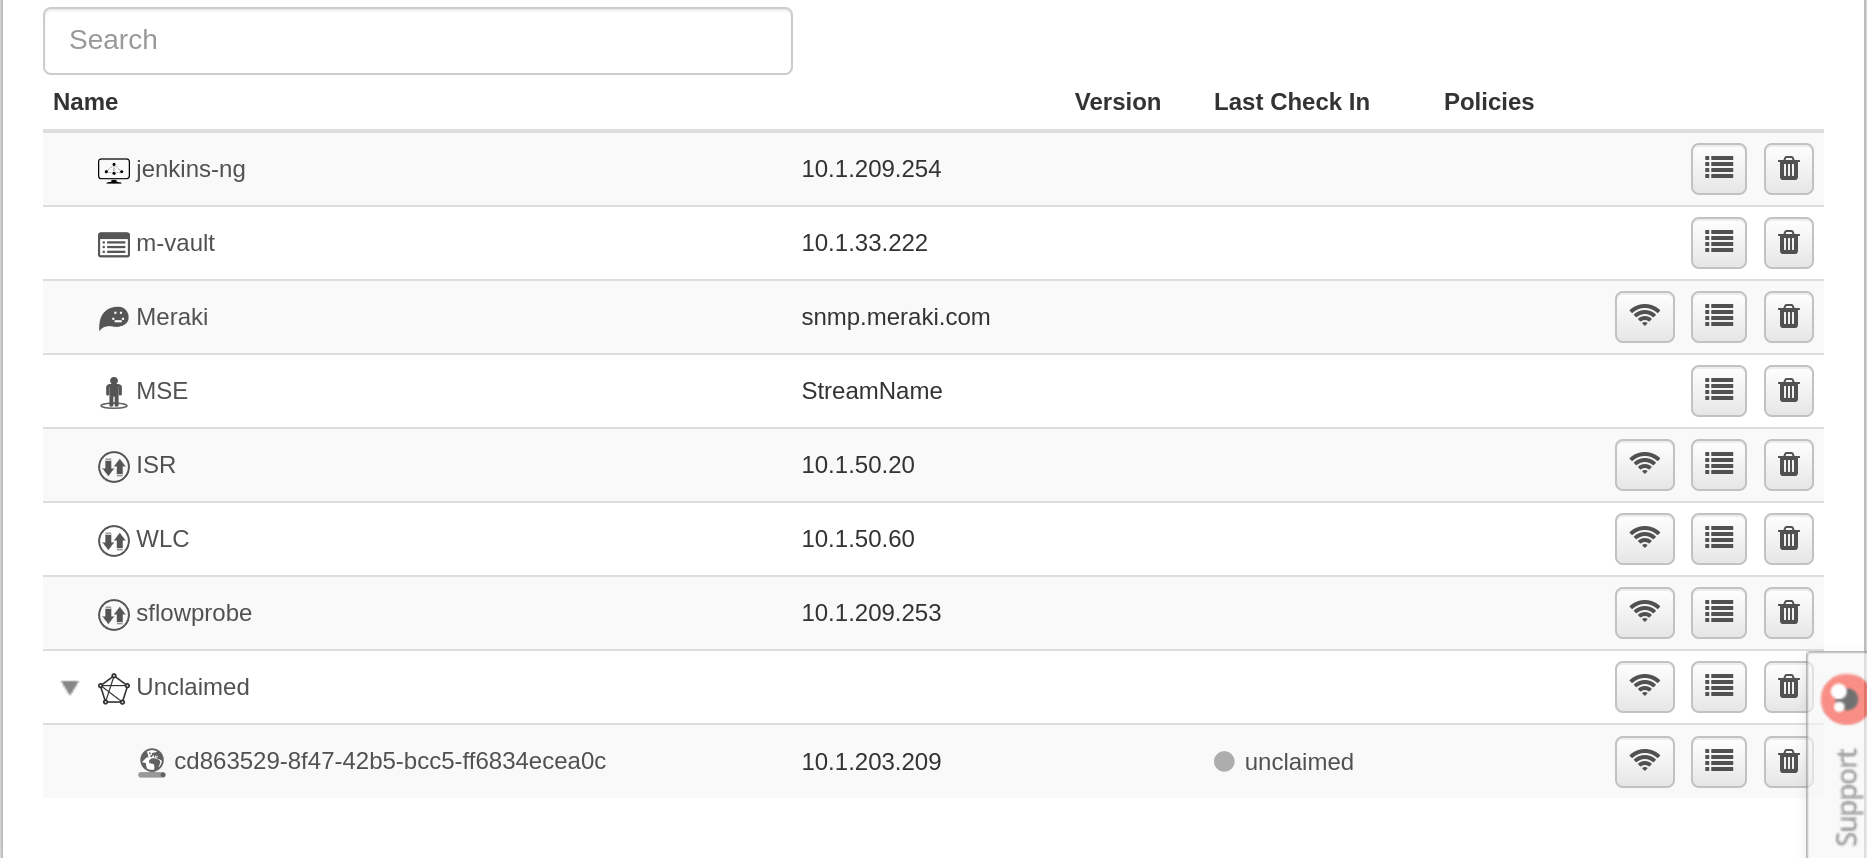 Search
Name Version Last Check In Policies
jenkins-ng 10.1.209.254
m-vault 10.1.33.222
Meraki snmp.meraki.com
MSE StreamName
ISR 10.1.50.20
WLC 10.1.50.60
sflowprobe 10.1.209.253
Unclaimed
cd863529-8f47-42b5-bcc5-ff6834ecea0c 10.1.203.209 unclaimed
Support